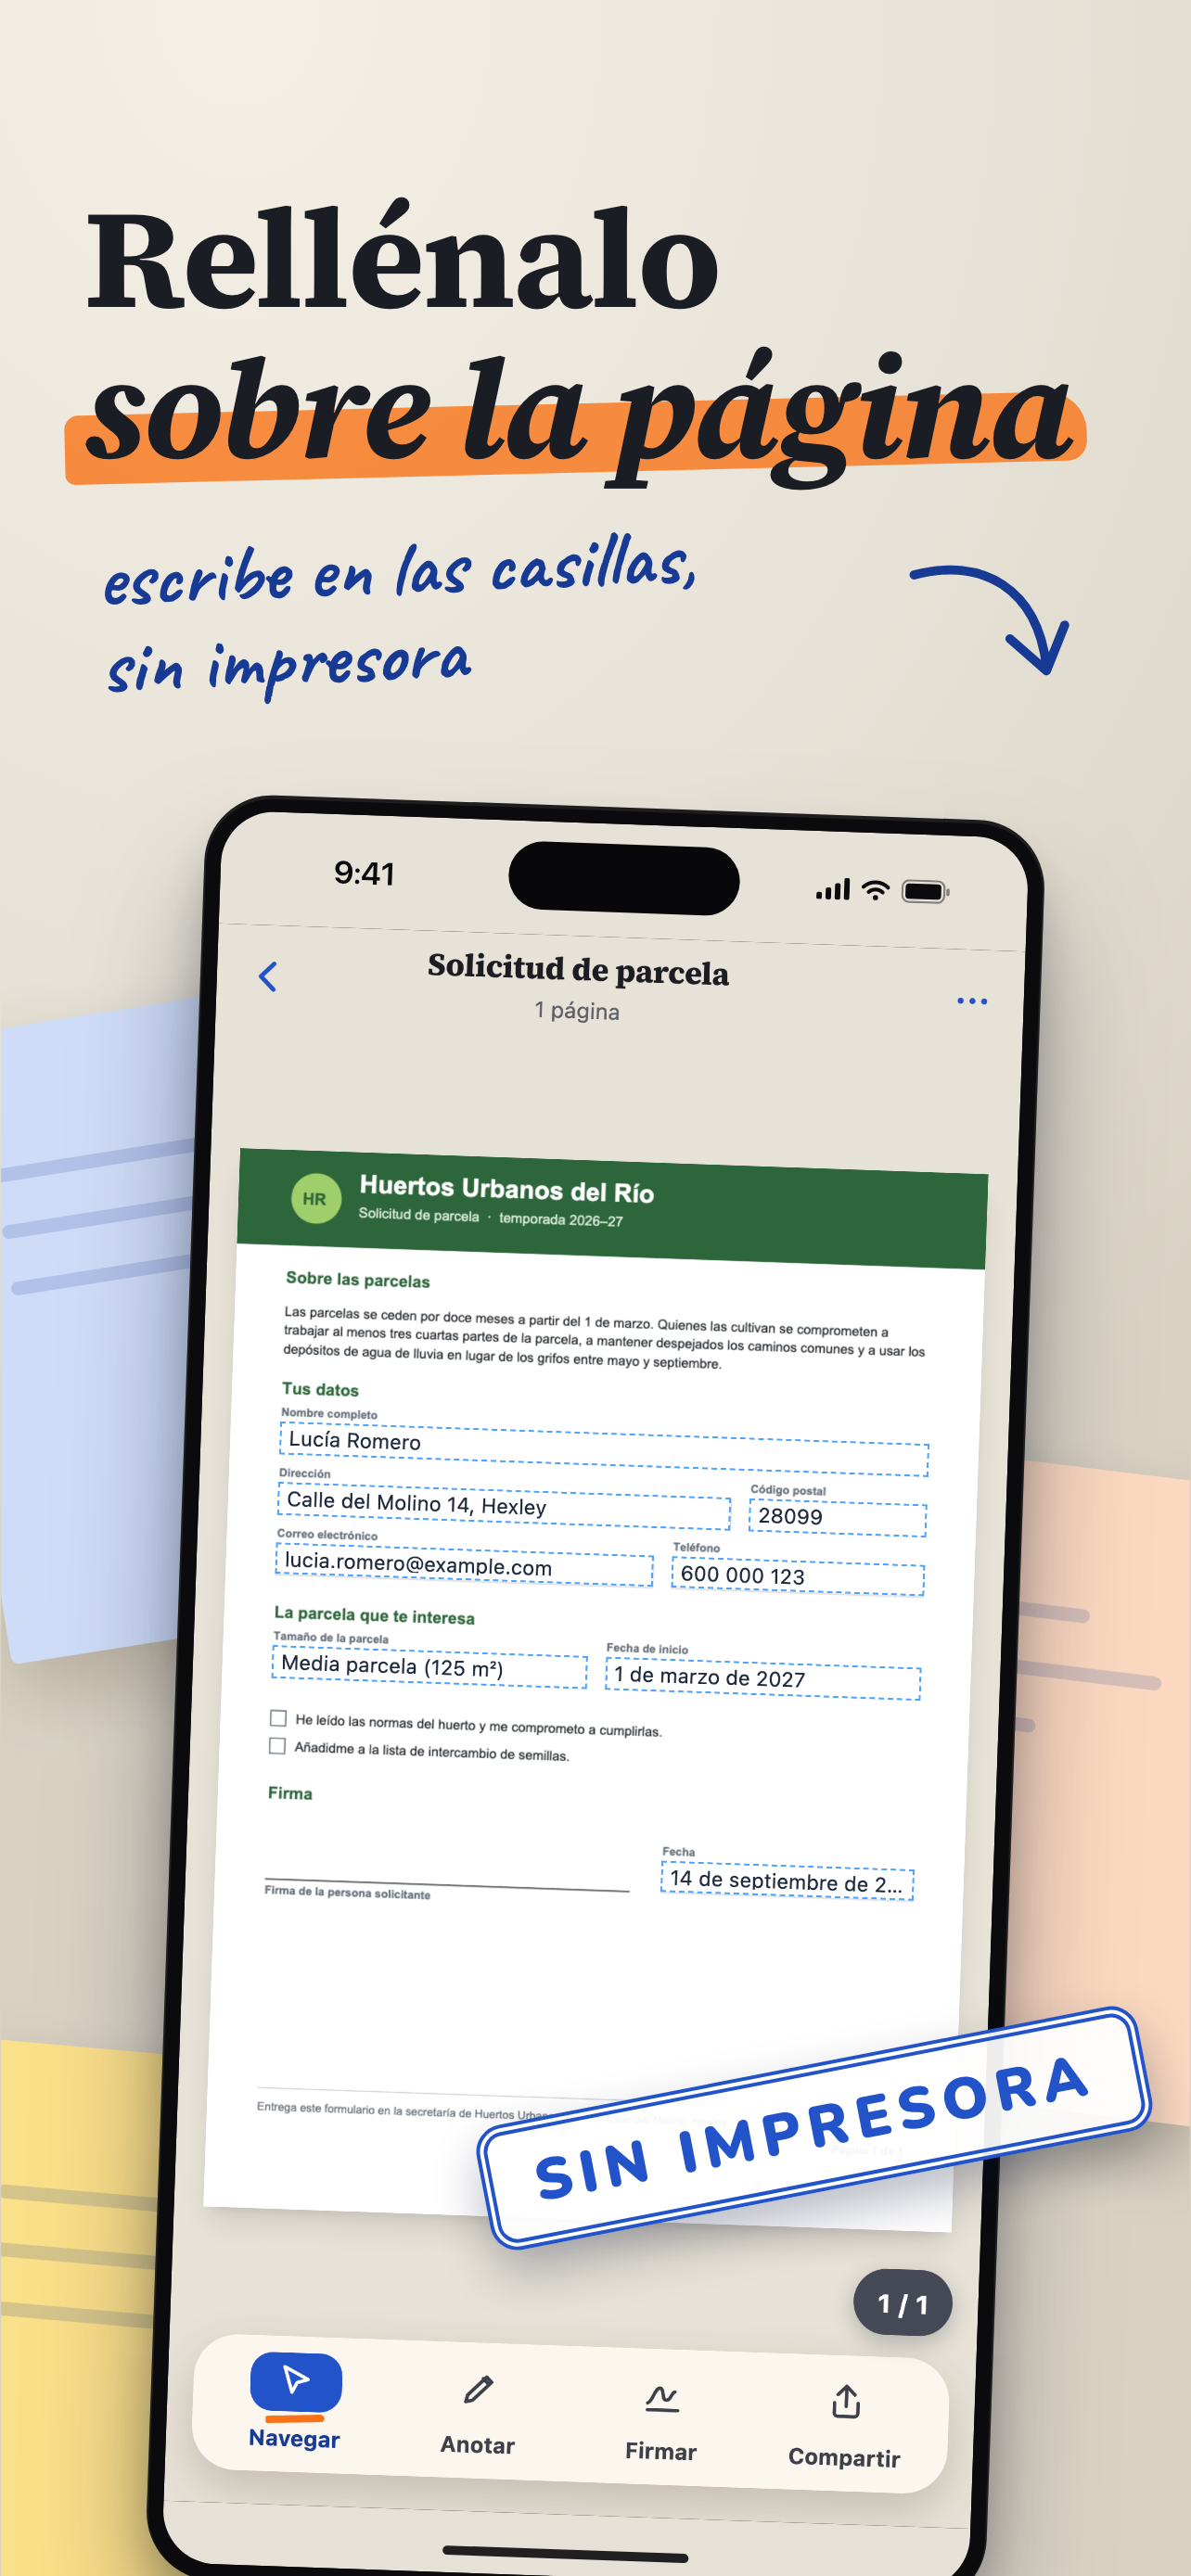 Rellénalo
sobre la página
escribe en las casillas,
sin impresora
9:41
Solicitud de parcela
1 página
HR
Huertos Urbanos del Río
Solicitud de parcela · temporada 2026–27
Sobre las parcelas
Las parcelas se ceden por doce meses a partir del 1 de marzo. Quienes las cultivan se comprometen a
trabajar al menos tres cuartas partes de la parcela, a mantener despejados los caminos comunes y a usar los
depósitos de agua de lluvia en lugar de los grifos entre mayo y septiembre.
Tus datos
Nombre completo
Lucía Romero
Dirección
Código postal
Calle del Molino 14, Hexley
28099
Correo electrónico
Teléfono
lucia.romero@example.com
600 000 123
La parcela que te interesa
Tamaño de la parcela
Fecha de inicio
Media parcela (125 m²)
1 de marzo de 2027
He leído las normas del huerto y me comprometo a cumplirlas.
Añadidme a la lista de intercambio de semillas.
Firma
Fecha
14 de septiembre de 2...
Firma de la persona solicitante
Entrega este formulario en la secretaría de Huertos
Página 1 de 1
SIN IMPRESORA
1 / 1
Navegar
Anotar
Firmar
Compartir